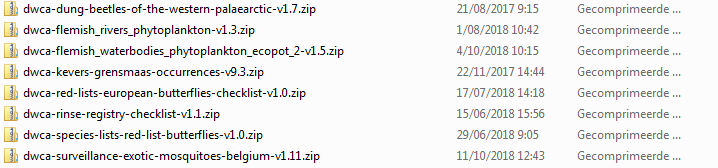 dwca-dung-beetles-of-the-western-palaearctic-v1.7.zip 21/08/2017 9:15 Gecomprimeerde ...
dwca-flemish_rivers_phytoplankton-v1.3.zip 1/08/2018 10:42 Gecomprimeerde ...
dwca-flemish_waterbodies_phytoplankton_ecopot_2-v1.5.zip 4/10/2018 10:15 Gecomprimeerde ...
dwca-kevers-grensmaas-occurrences-v9.3.zip 22/11/2017 14:44 Gecomprimeerde ...
dwca-red-lists-european-butterflies-checklist-v1.0.zip 17/07/2018 14:18 Gecomprimeerde ...
dwca-rinse-registry-checklist-v1.1.zip 15/06/2018 15:56 Gecomprimeerde ...
dwca-species-lists-red-list-butterflies-v1.0.zip 29/06/2018 9:05 Gecomprimeerde ...
dwca-surveillance-exotic-mosquitoes-belgium-v1.11.zip 11/10/2018 12:43 Gecomprimeerde ...